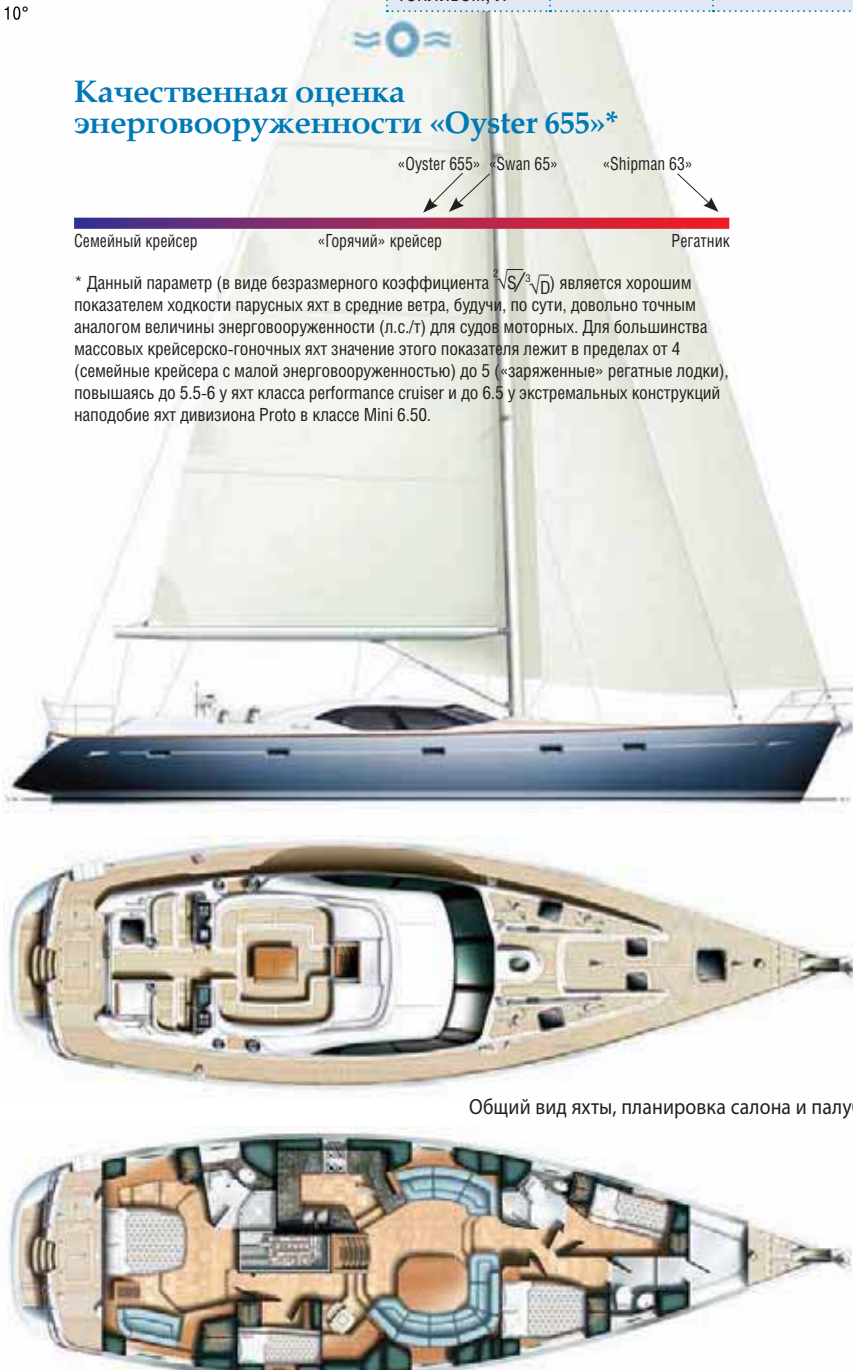 10°
Качественная оценка
энерговооруженности «Oyster 655»*
«Oyster 655» «Swan 65» «Shipman 63»
Семейный крейсер «Горячий» крейсер Регатник
* Данный параметр (в виде безразмерного коэффициента ²√S/³√D) является хорошим
показателем ходкости парусных яхт в средние ветра, будучи, по сути, довольно точным
аналогом величины энерговооруженности (л.с./т) для судов моторных. Для большинства
массовых крейсерско-гоночных яхт значение этого показателя лежит в пределах от 4
(семейные крейсера с малой энерговооруженностью) до 5 («заряженные» регатные лодки),
повышаясь до 5.5-6 у яхт класса performance cruiser и до 6.5 у экстремальных конструкций
наподобие яхт дивизиона Proto в классе Mini 6.50.
Общий вид яхты, планировка салона и